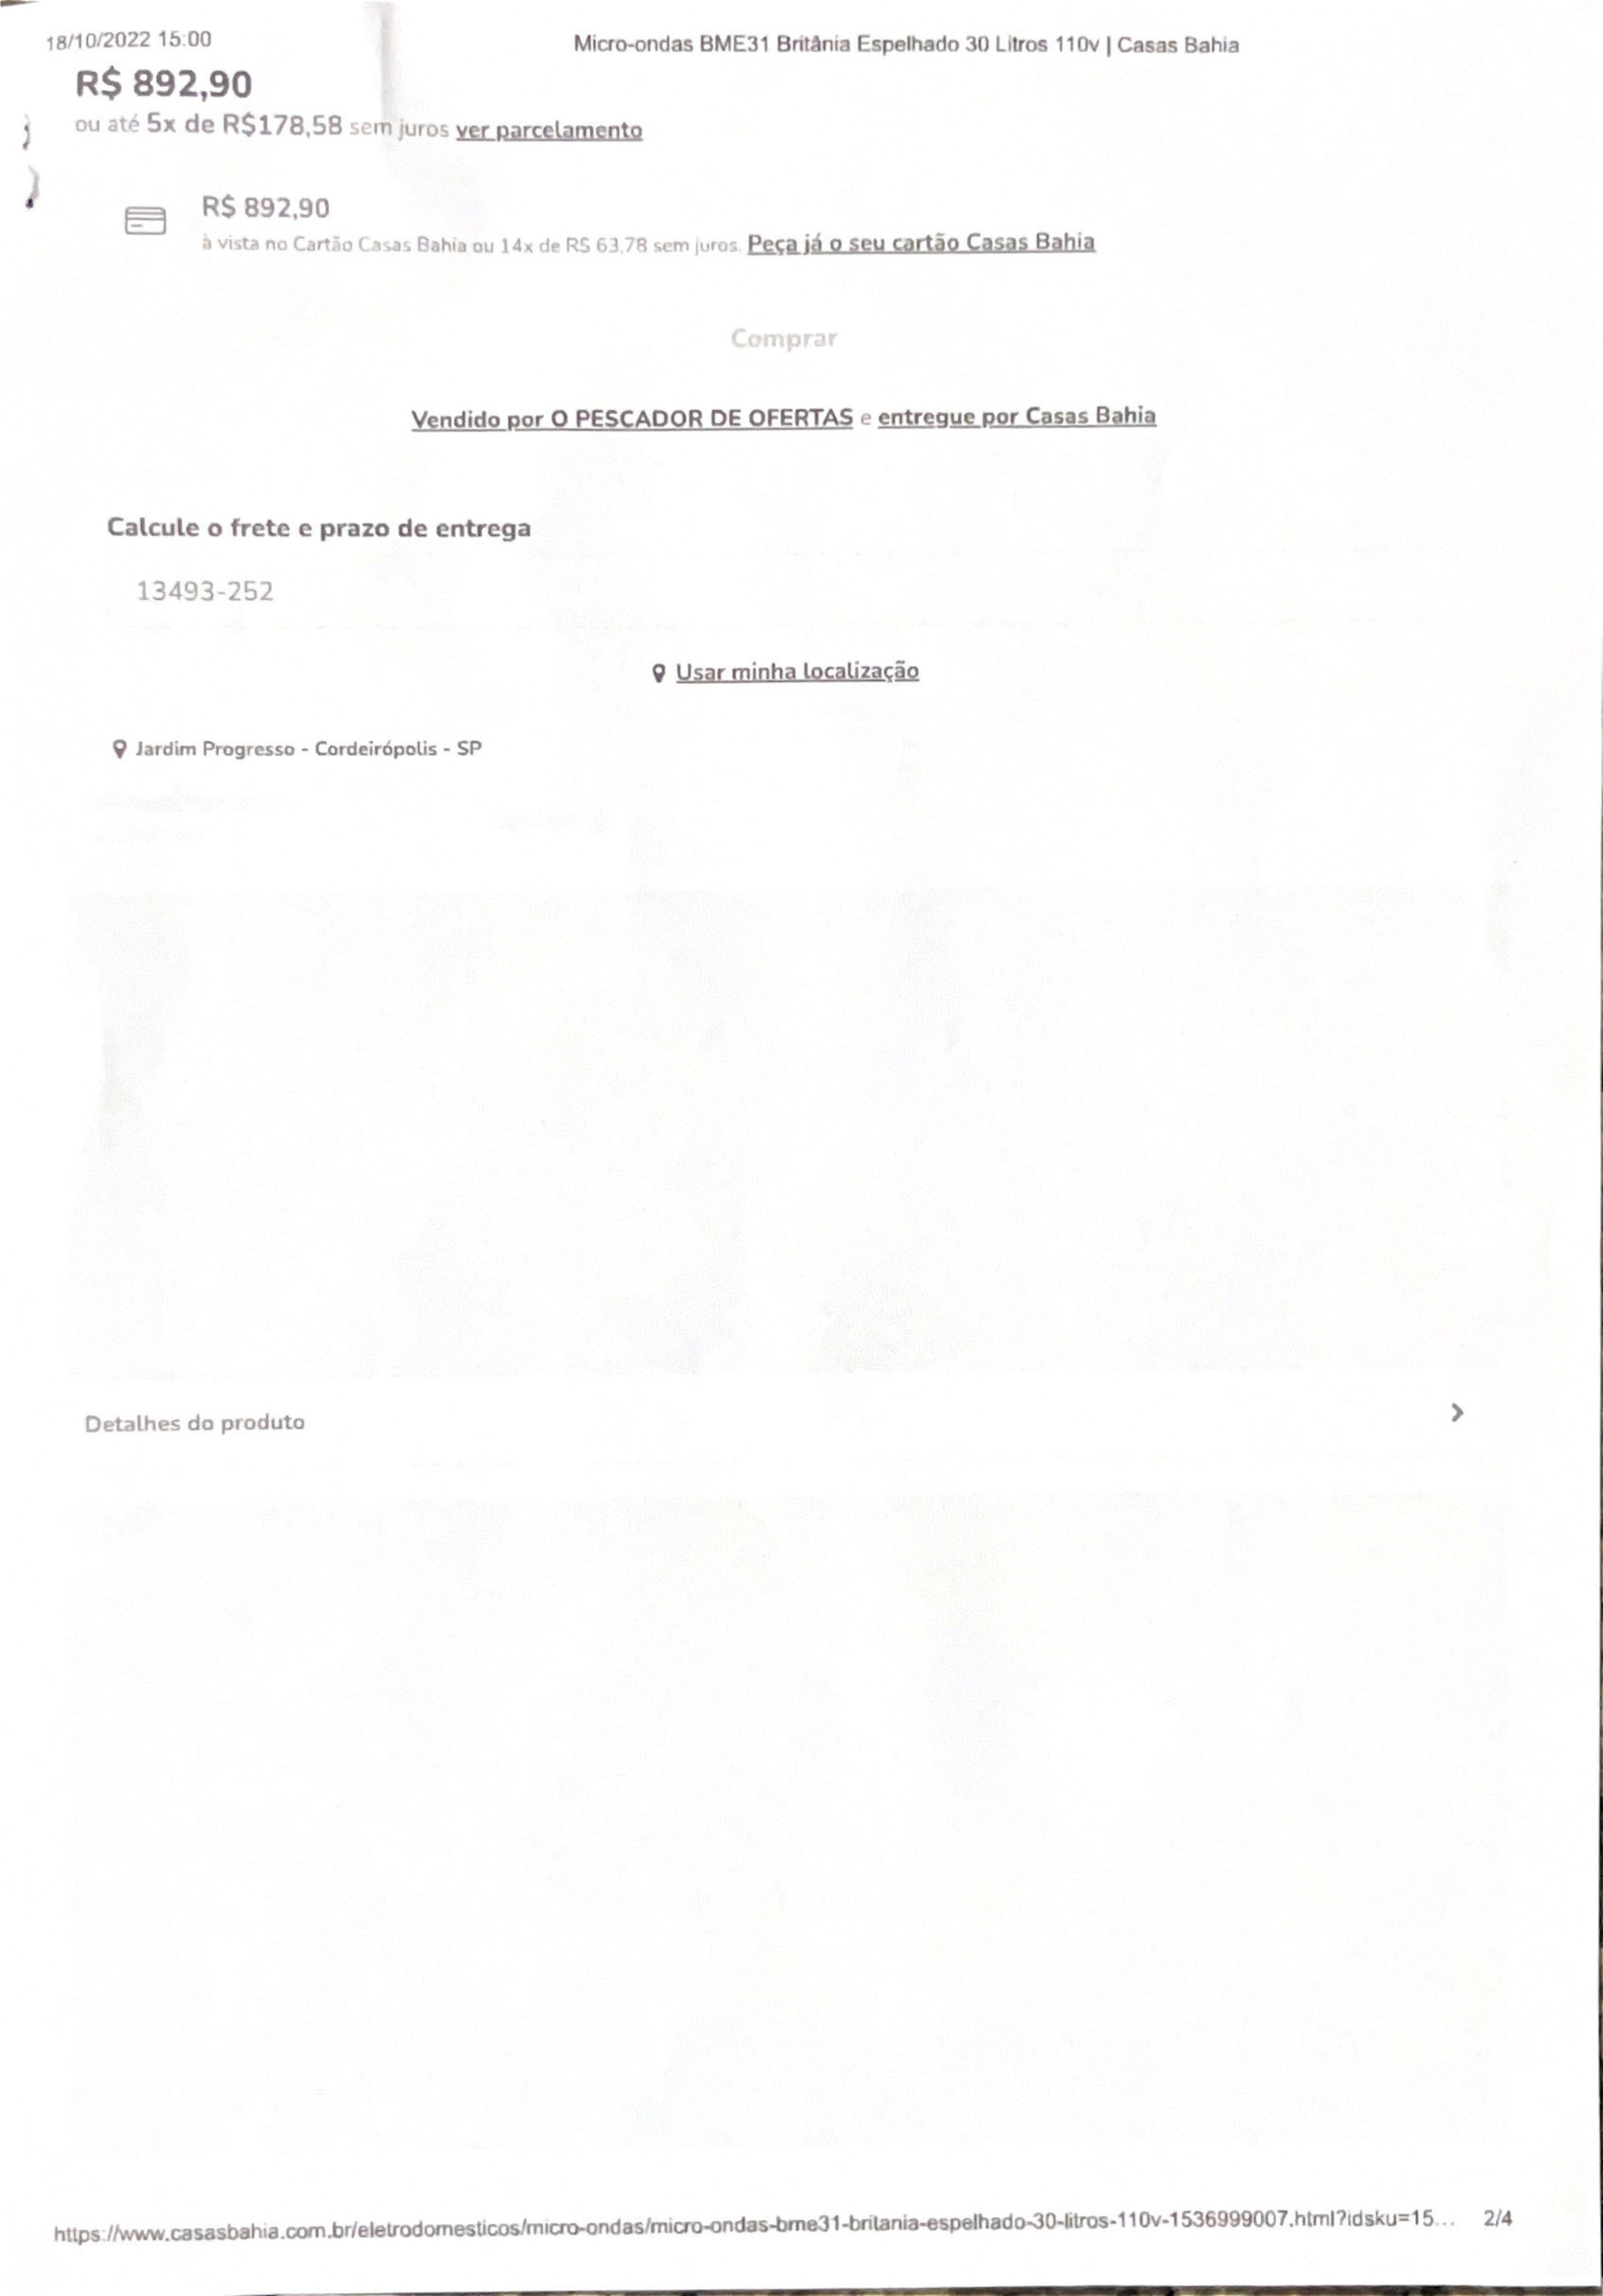 18/10/2022 15:00
Micro-ondas BME31 Britânia Espelhado 30 Litros 110v | Casas Bahia
R$ 892,90
ou até 5x de R$178,58 sem juros ver parcelamento
R$ 892,90
à vista no Cartão Casas Bahia ou 14x de R$ 63,78 sem juros. Peça já o seu cartão Casas Bahia
Comprar
Vendido por O PESCADOR DE OFERTAS e entregue por Casas Bahia
Calcule o frete e prazo de entrega
13493-252
Usar minha localização
Jardim Progresso - Cordeirópolis - SP
Detalhes do produto
https://www.casasbahia.com.br/eletrodomesticos/micro-ondas/micro-ondas-bme31-britania-espelhado-30-litros-110v-1536999007.html?idsku=15... 2/4